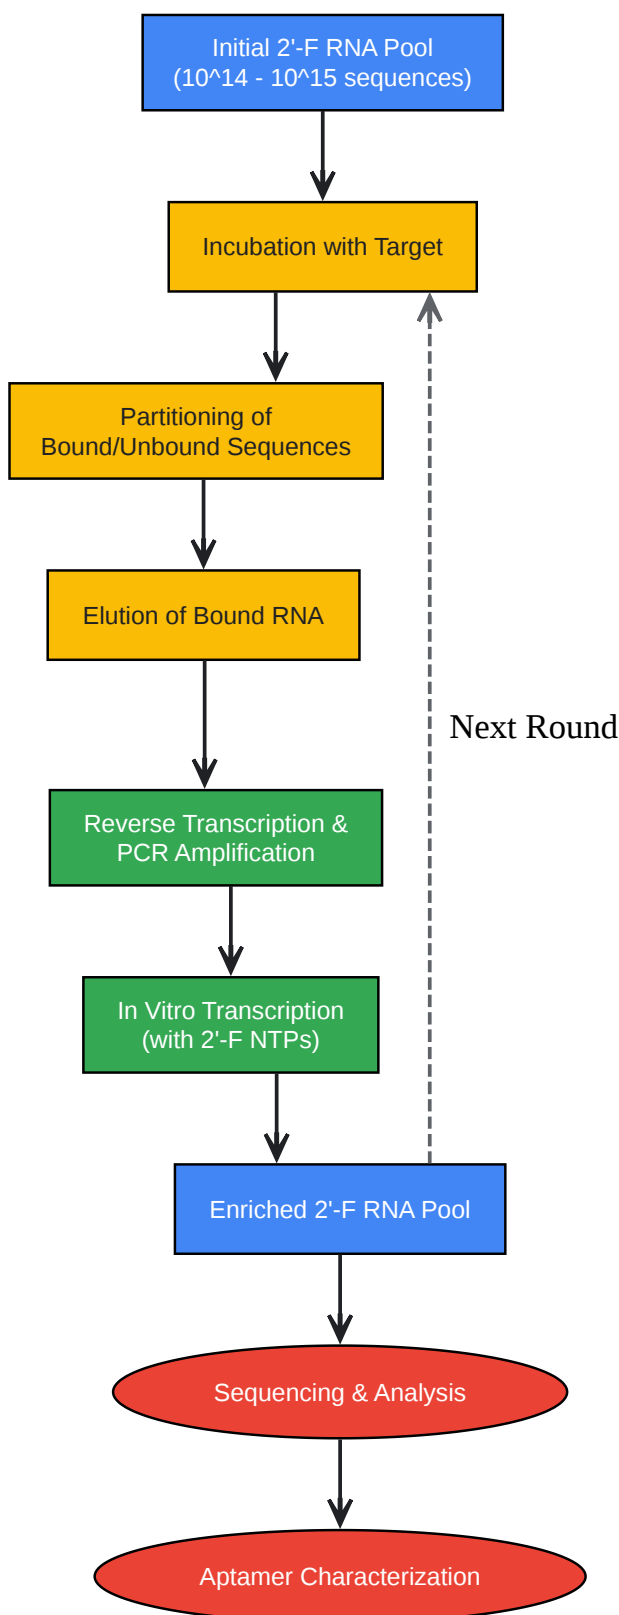 Initial 2'-F RNA Pool
(10^14 - 10^15 sequences)
Incubation with Target
Partitioning of
Bound/Unbound Sequences
Elution of Bound RNA
Next Round
Reverse Transcription &
PCR Amplification
In Vitro Transcription
(with 2'-F NTPs)
Enriched 2'-F RNA Pool
Sequencing & Analysis
Aptamer Characterization